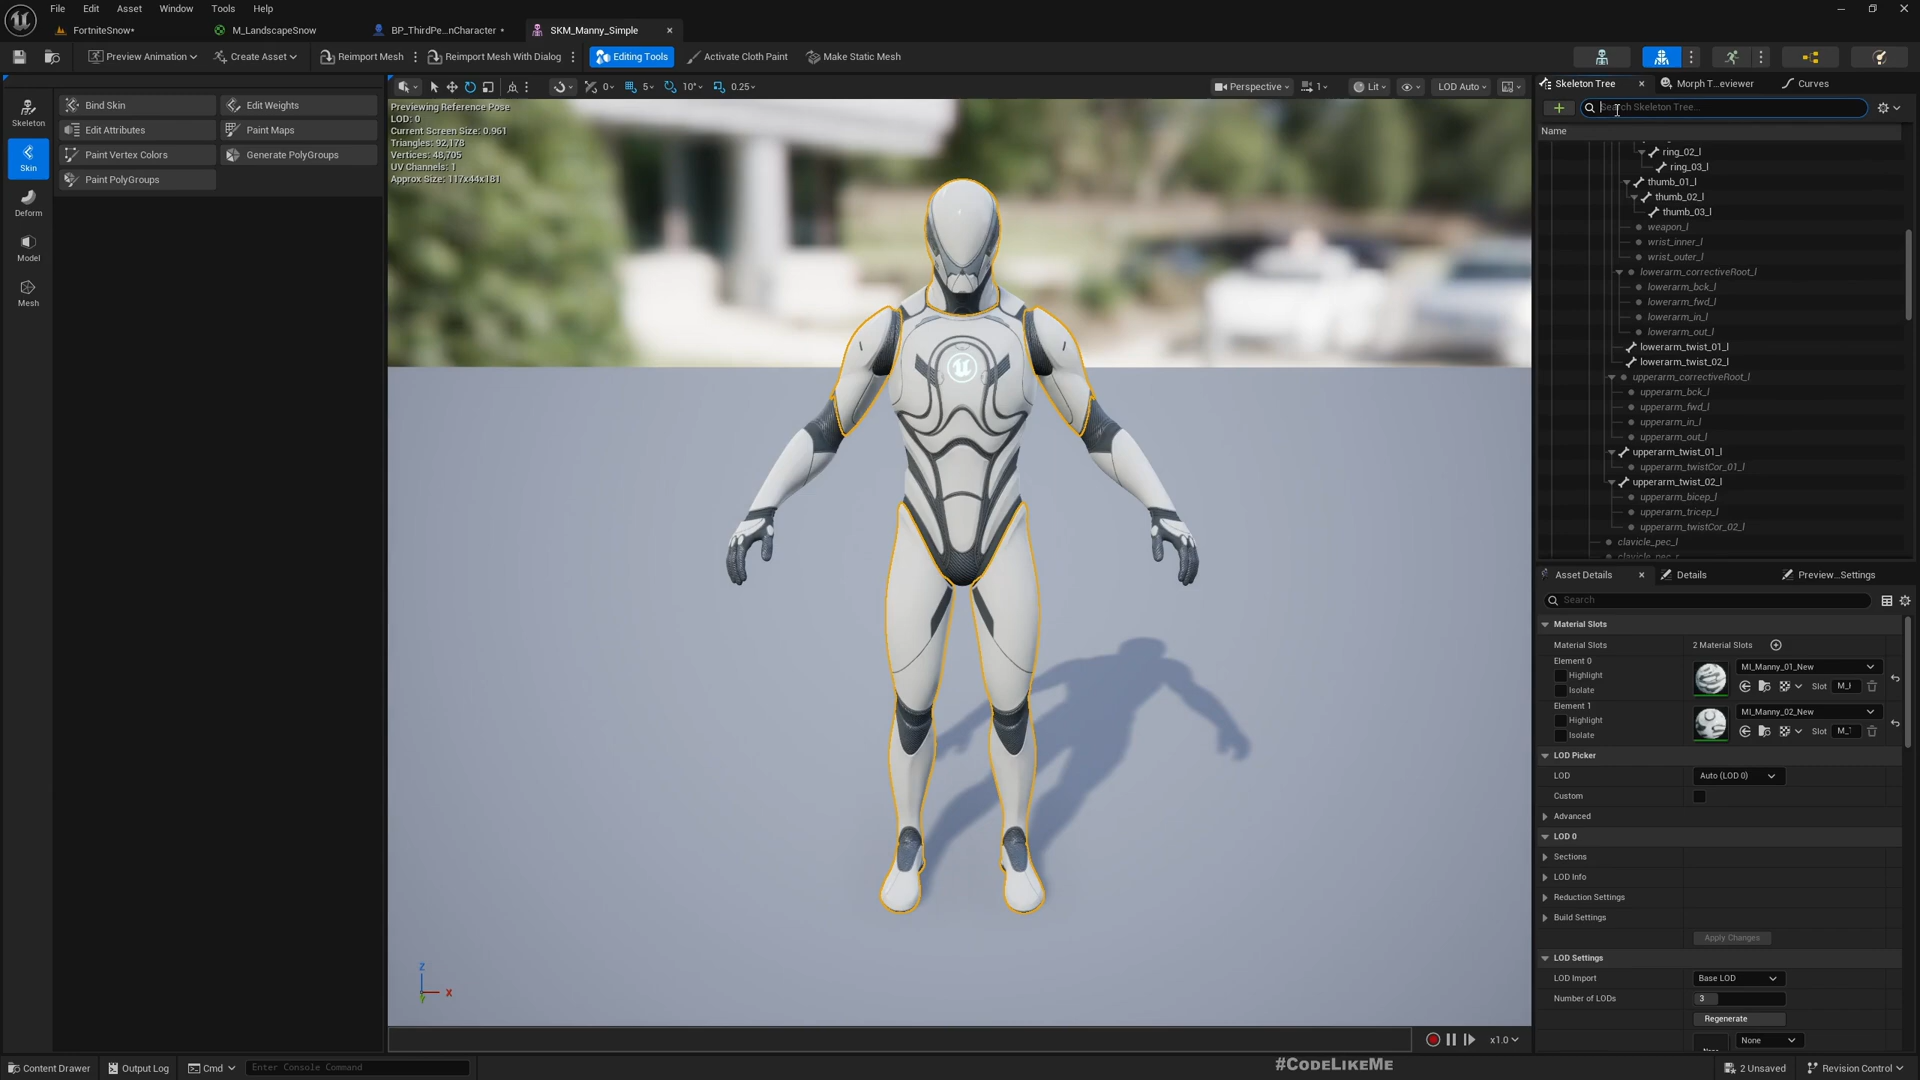 File Edit Asset Window Tools Help
FortniteSnow* M_LandscapeSnow BP_ThirdPe...nCharacter * SKM_Manny_Simple
Preview Animation Create Asset Reimport Mesh Reimport Mesh With Dialog Editing Tools Activate Cloth Paint Make Static Mesh
Skeleton
Skin
Deform
Model
Mesh
Bind Skin Edit Weights
Edit Attributes Paint Maps
Paint Vertex Colors Generate PolyGroups
Paint PolyGroups
0 5 10° 0.25 Perspective 1 Lit LOD Auto
Previewing Reference Pose
LOD: 0
Current Screen Size: 0.961
Triangles: 92,178
Vertices: 48,705
UV Channels: 1
Approx Size: 117x44x181
Z
X
Y
x1.0
Skeleton Tree Morph T...eviewer Curves
Search Skeleton Tree...
Name
ring_02_l
ring_03_l
thumb_01_l
thumb_02_l
thumb_03_l
weapon_l
wrist_inner_l
wrist_outer_l
lowerarm_correctiveRoot_l
lowerarm_bck_l
lowerarm_fwd_l
lowerarm_in_l
lowerarm_out_l
lowerarm_twist_01_l
lowerarm_twist_02_l
upperarm_correctiveRoot_l
upperarm_bck_l
upperarm_fwd_l
upperarm_in_l
upperarm_out_l
upperarm_twist_01_l
upperarm_twistCor_01_l
upperarm_twist_02_l
upperarm_bicep_l
upperarm_tricep_l
upperarm_twistCor_02_l
clavicle_pec_l
clavicle_pec_r
Asset Details Details Preview...Settings
Search
Material Slots
Material Slots 2 Material Slots
Element 0
Highlight
Isolate
MI_Manny_01_New
Slot
Element 1
Highlight
Isolate
MI_Manny_02_New
Slot
LOD Picker
LOD Auto (LOD 0)
Custom
Advanced
LOD 0
Sections
LOD Info
Reduction Settings
Build Settings
Apply Changes
LOD Settings
LOD Import Base LOD
Number of LODs 3
Regenerate
None
Content Drawer Output Log Cmd Enter Console Command #CODELIKEME 2 Unsaved Revision Control